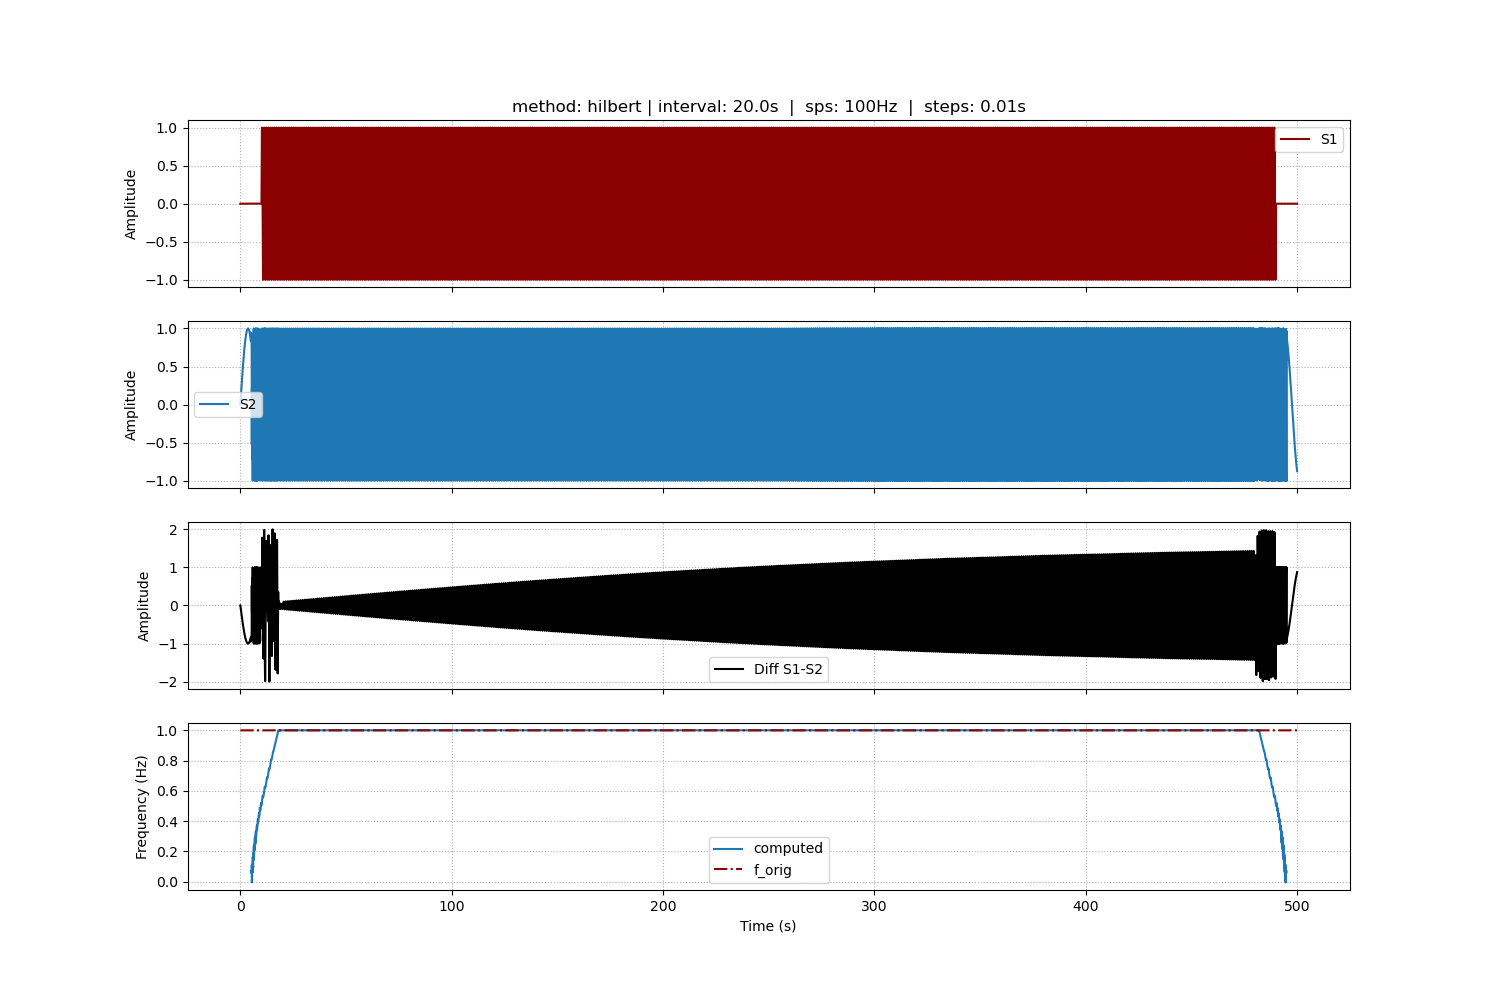 method: hilbert | interval: 20.0s | sps: 100Hz | steps: 0.01s
1.0
0.5
0.0
−0.5
−1.0
Amplitude
S1
1.0
0.5
0.0
−0.5
−1.0
Amplitude
S2
2
1
0
−1
−2
Amplitude
Diff S1-S2
1.0
0.8
0.6
0.4
0.2
0.0
Frequency (Hz)
computed
f_orig
0 100 200 300 400 500
Time (s)